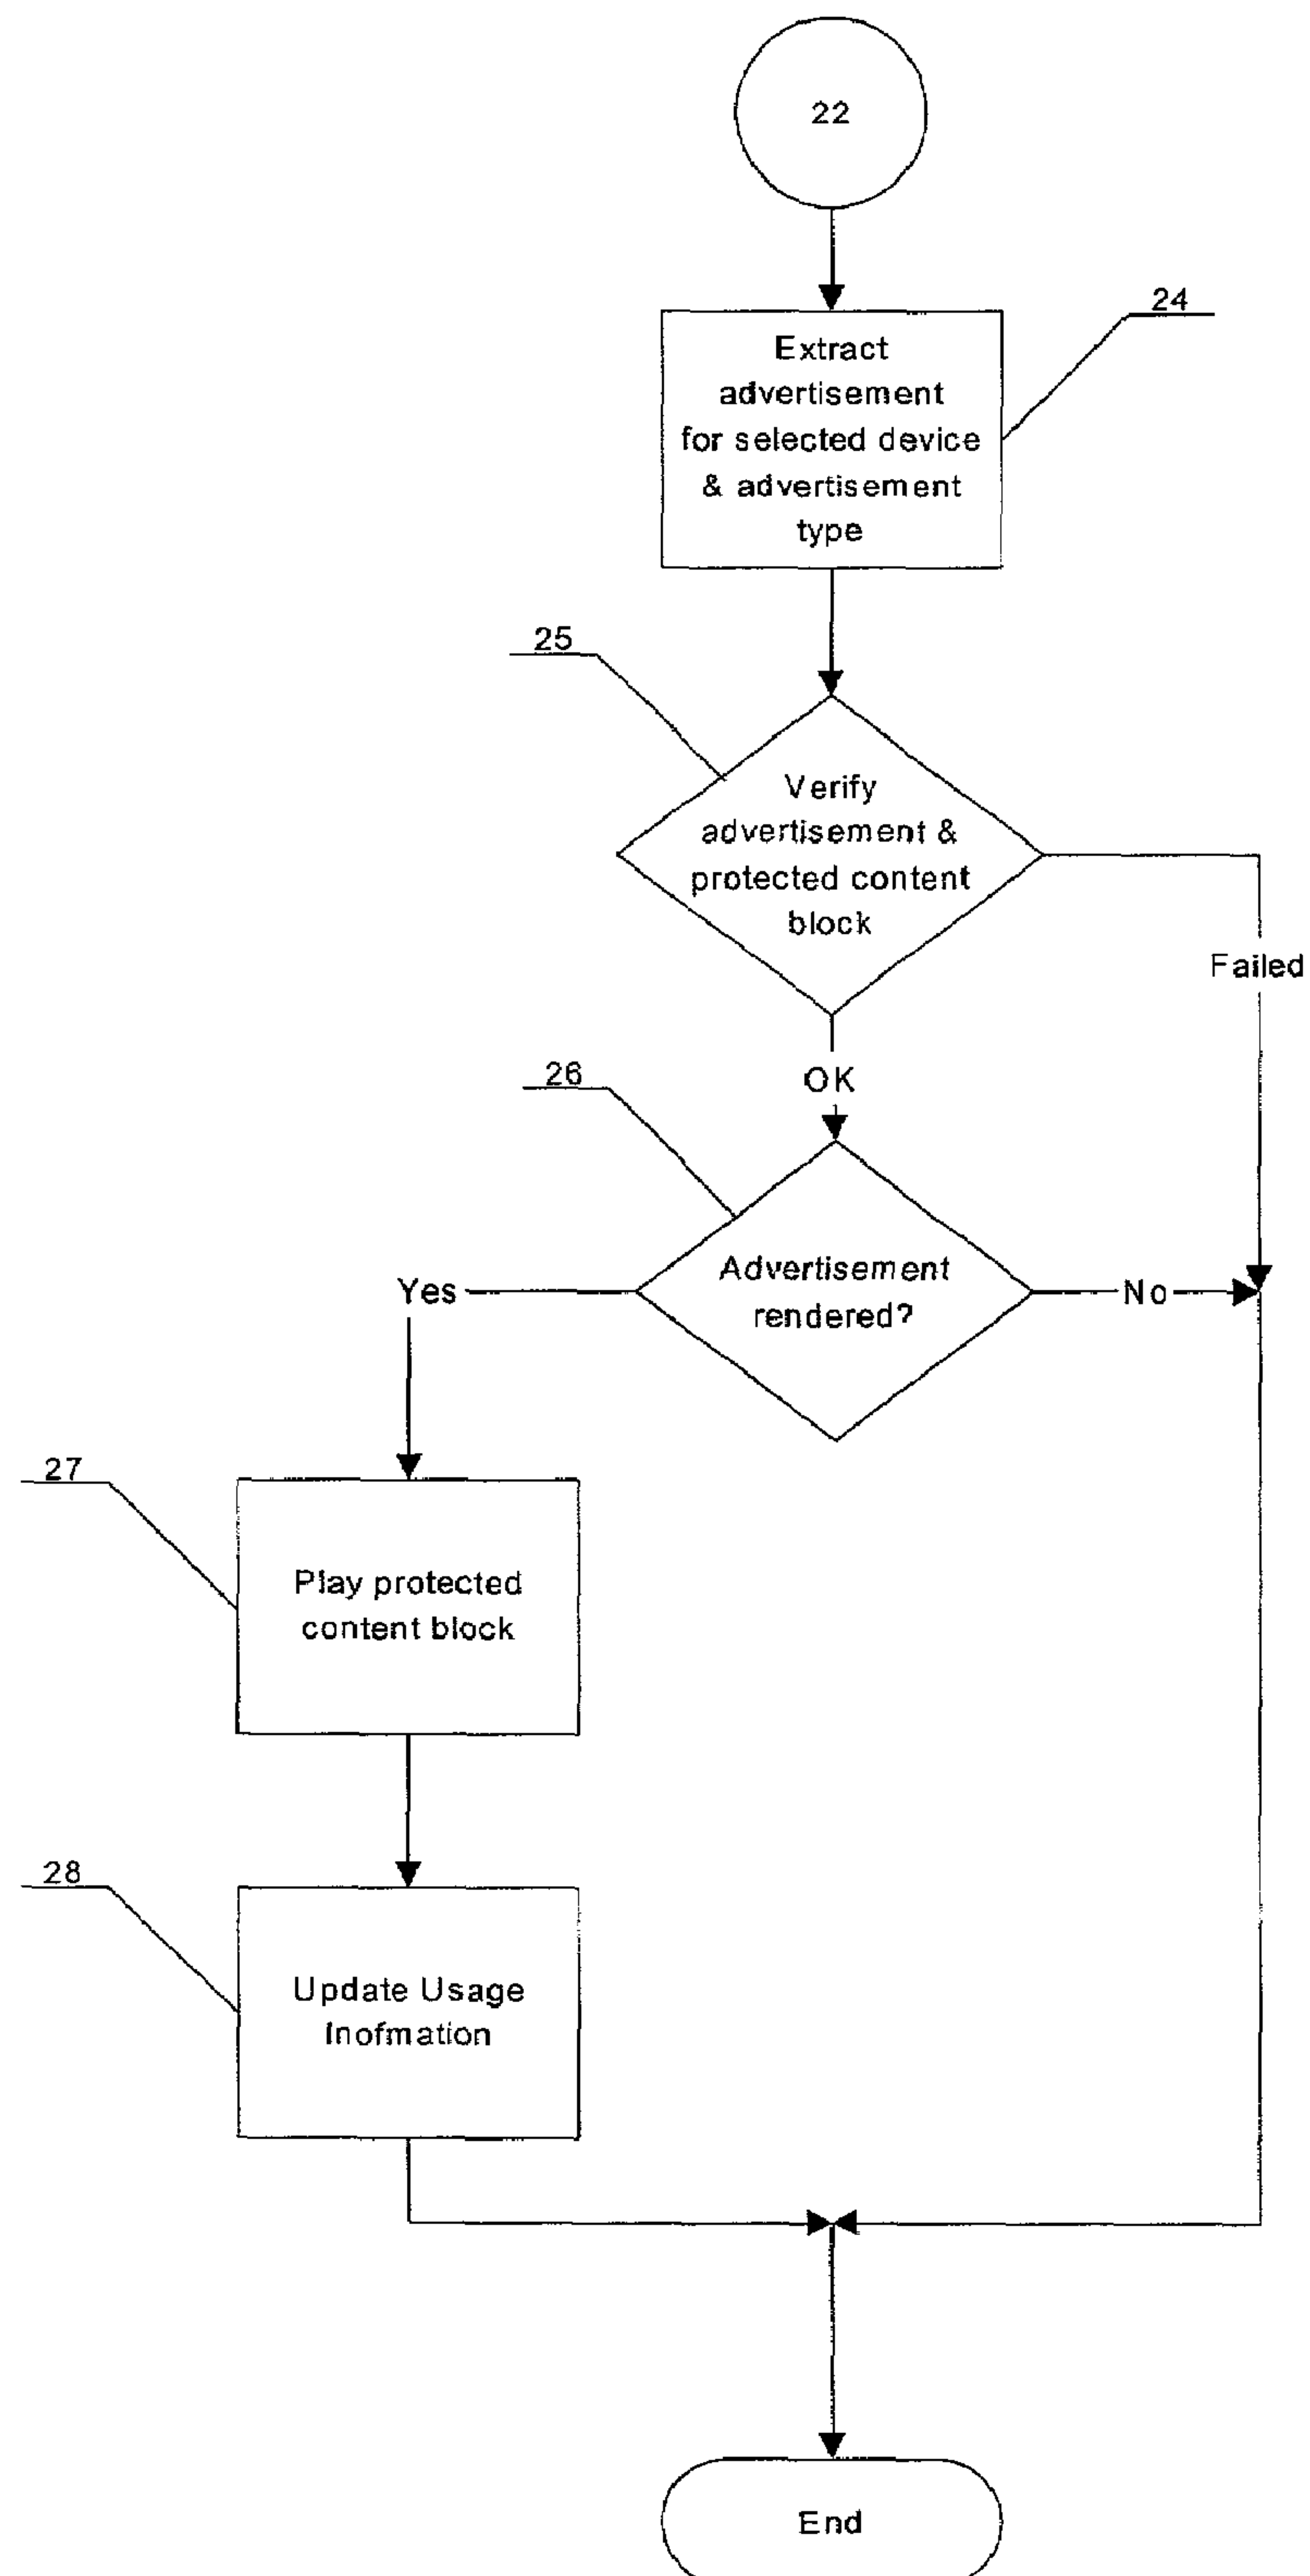 22
24
Extract
advertisement
for selected device
& advertisement
type
25
Verify
advertisement &
protected content
block
Failed
OK
26
Advertisement
rendered?
Yes
No
27
Play protected
content block
28
Update Usage
Inofmation
End